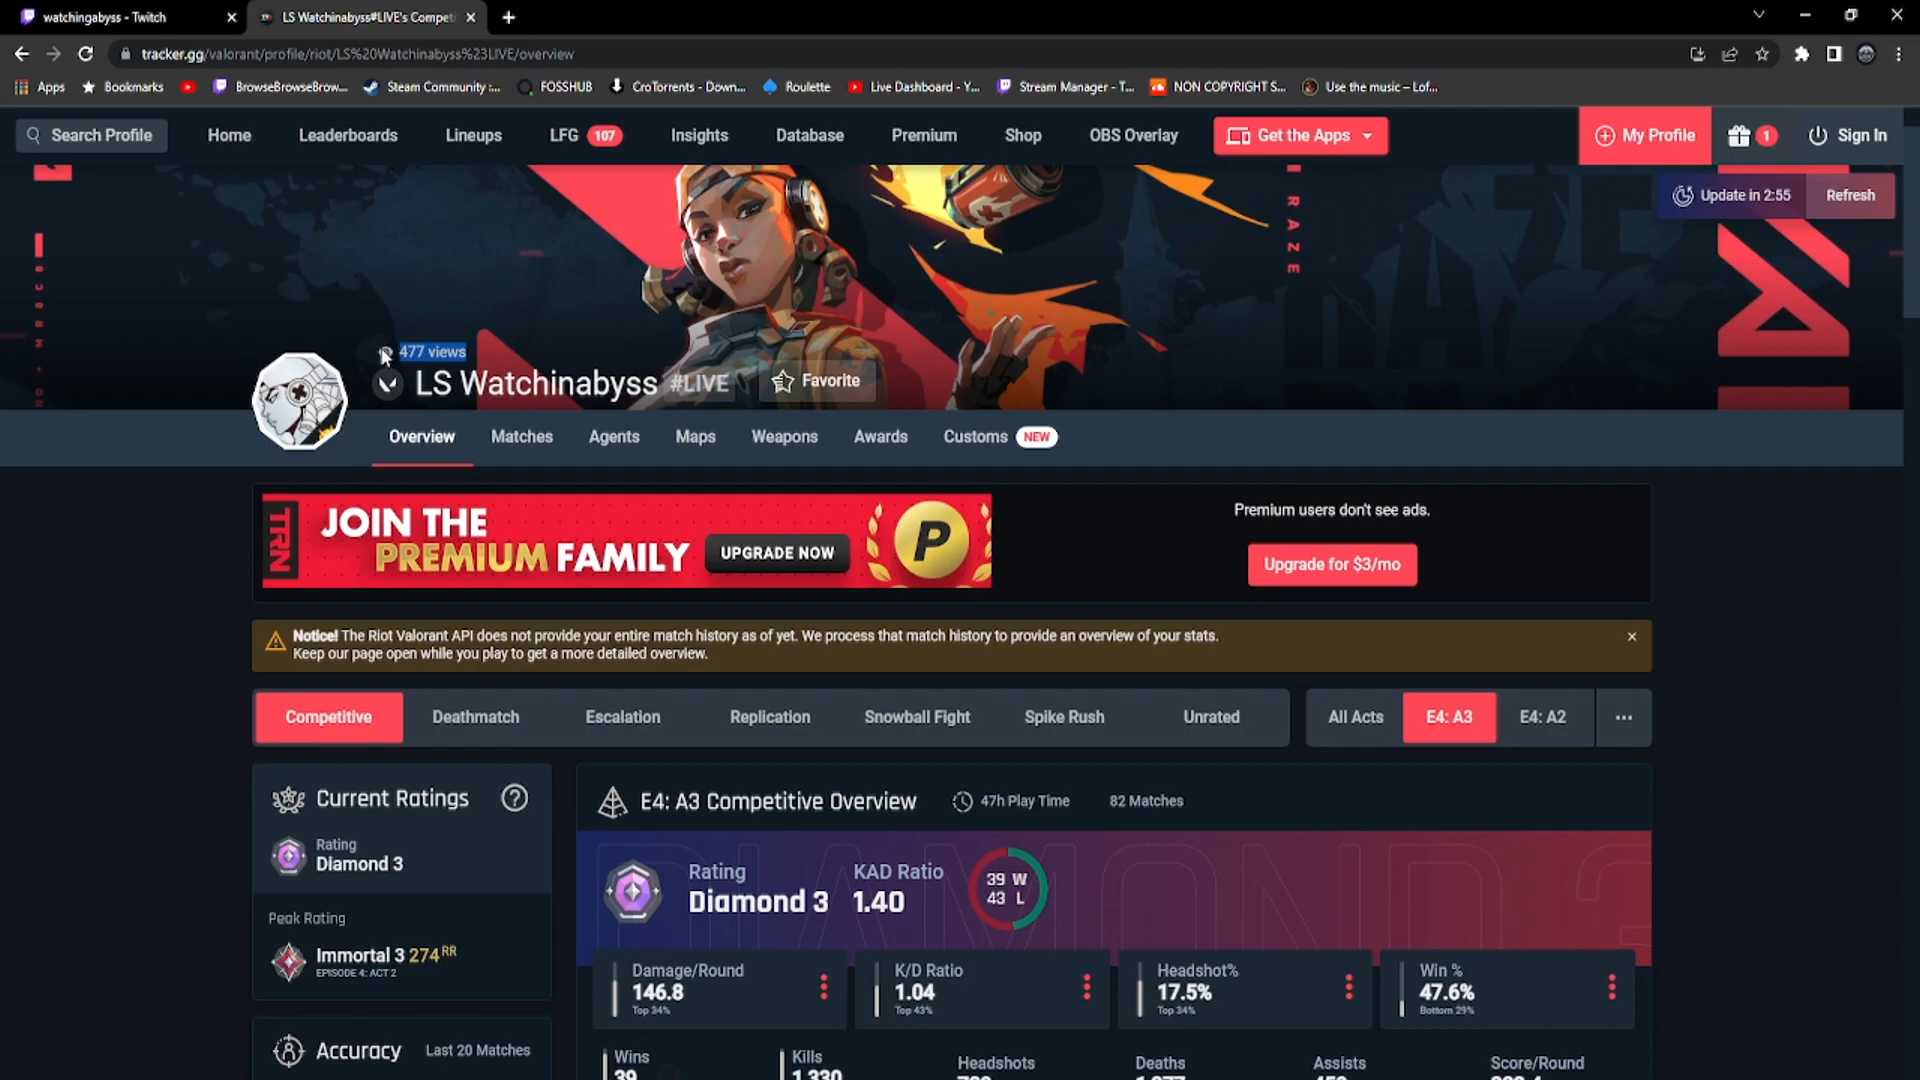 watchingabyss - Twitch
LS Watchinabyss#LIVE's Competi
tracker.gg/valorant/profile/riot/LS%20Watchinabyss%23LIVE/overview
Apps
Bookmarks
BrowseBrowseBrow...
Steam Community :...
FOSSHUB
CroTorrents - Down...
Roulette
Live Dashboard - Y...
Stream Manager - T...
NON COPYRIGHT S...
Use the music – Lof...
Search Profile
Home
Leaderboards
Lineups
LFG 107
Insights
Database
Premium
Shop
OBS Overlay
Get the Apps
My Profile
1
Sign In
Update in 2:55
Refresh
RAZE
477 views
LS Watchinabyss #LIVE
Favorite
Overview
Matches
Agents
Maps
Weapons
Awards
Customs NEW
TRN
JOIN THE
PREMIUM FAMILY
UPGRADE NOW
P
Premium users don't see ads.
Upgrade for $3/mo
Notice! The Riot Valorant API does not provide your entire match history as of yet. We process that match history to provide an overview of your stats.
Keep our page open while you play to get a more detailed overview.
Competitive
Deathmatch
Escalation
Replication
Snowball Fight
Spike Rush
Unrated
All Acts
E4: A3
E4: A2
Current Ratings
Rating
Diamond 3
Peak Rating
Immortal 3 274 RR
EPISODE 4: ACT 2
Accuracy
Last 20 Matches
E4: A3 Competitive Overview
47h Play Time
82 Matches
Rating
Diamond 3
KAD Ratio
1.40
39 W
43 L
DIAMOND 3
Damage/Round
146.8
Top 34%
K/D Ratio
1.04
Top 43%
Headshot%
17.5%
Top 34%
Win %
47.6%
Bottom 29%
Wins
39
Kills
1,330
Headshots
Deaths
Assists
Score/Round